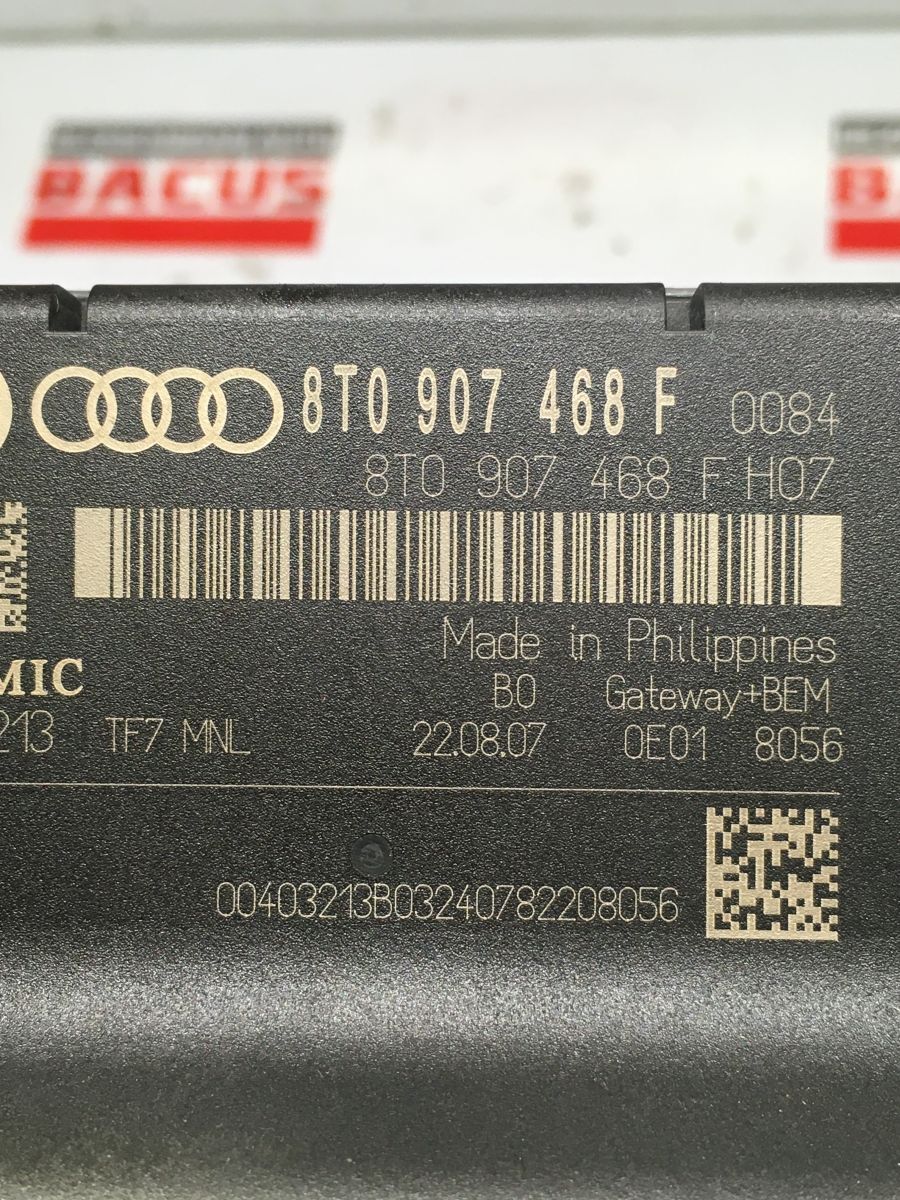 BACUS
8T0 907 468 F 0084
8T0 907 468 F H07
Made in Philippines
MIC B0 Gateway+BEM
213 TF7 MNL 22.08.07 0E01 8056
00403213B03240782208056